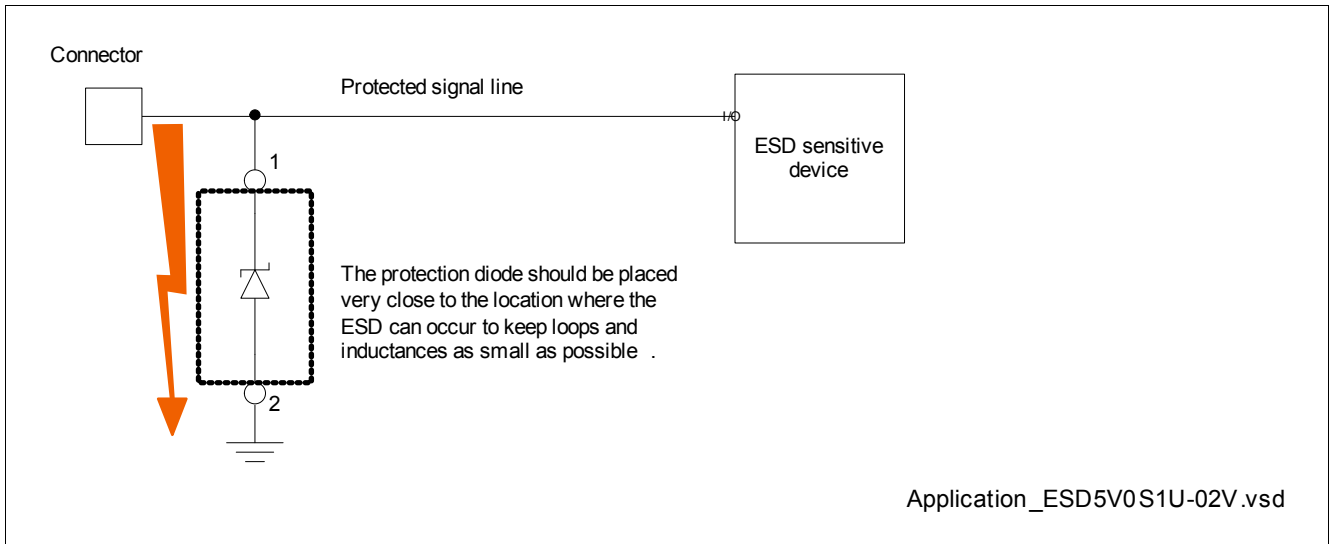 Connector
Protected signal line
I/O
ESD sensitive
device
1
The protection diode should be placed
very close to the location where the
ESD can occur to keep loops and
inductances as small as possible .
2
Application_ESD5V0S1U-02V.vsd